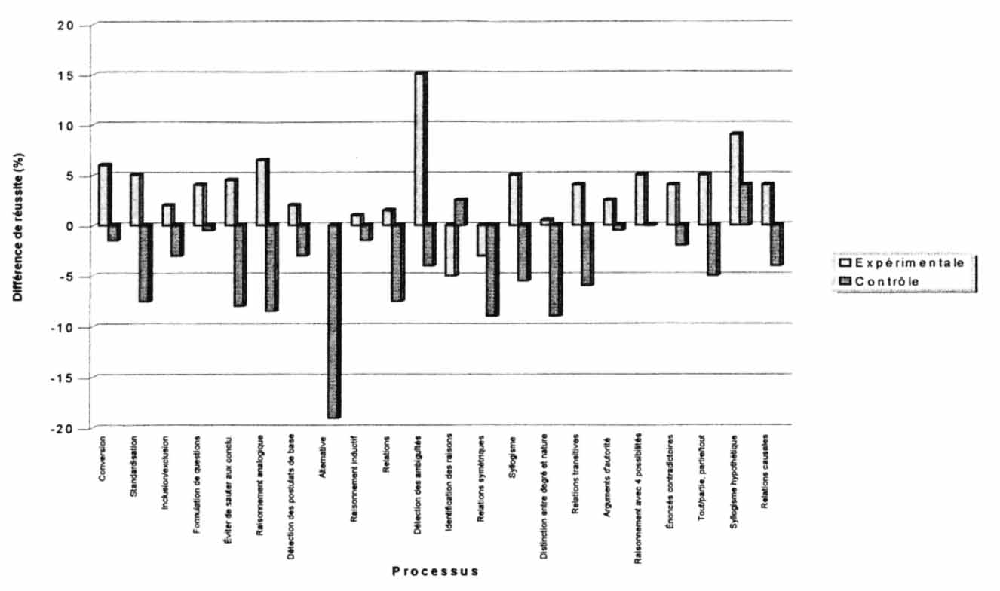 20
15
10
5
0
-5
-10
-15
-20
Différence de réussite (%)
Conversion
Standardisation
Inclusion/exclusion
Formulation de questions
Éviter de sauter aux conclu.
Raisonnement analogique
Détection des postulats de base
Alternative
Raisonnement inductif
Relations
Détection des ambiguïtés
Identification des raisons
Relations symétriques
Syllogisme
Distinction entre degré et nature
Relations transitives
Arguments d'autorité
Raisonnement avec 4 possibilités
Énoncés contradictoires
Tout/partie, partie/tout
Syllogisme hypothétique
Relations causales
Processus
Expérimentale
Contrôle